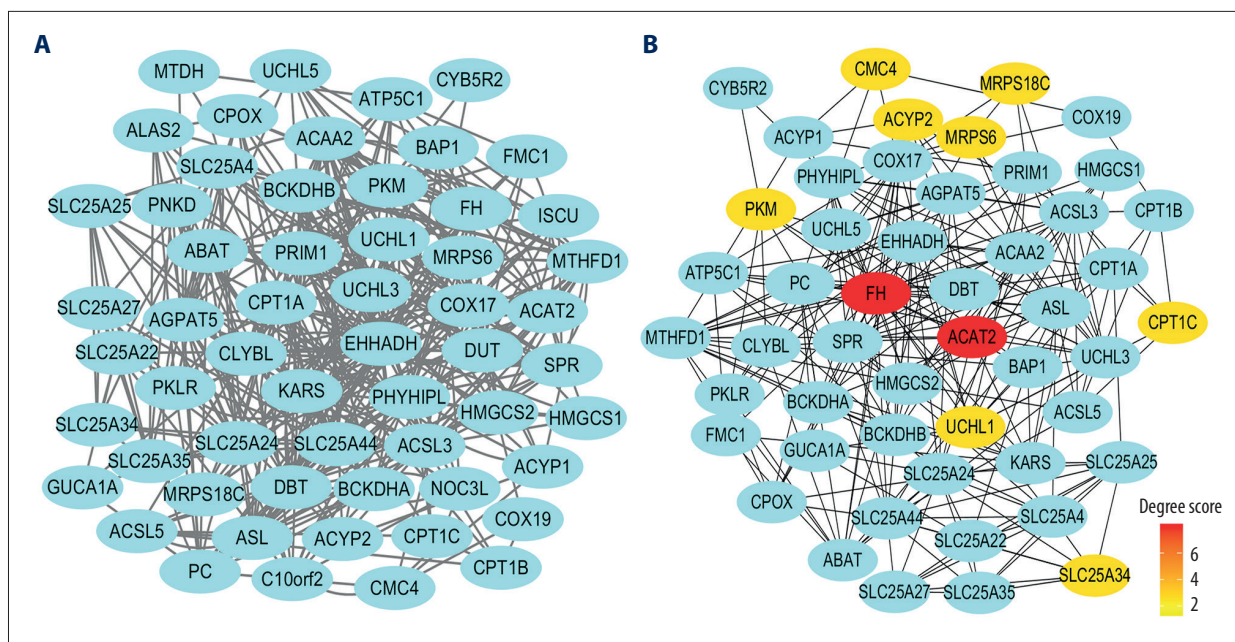 A
MTDH
UCHL5
CYB5R2
ATP5C1
CPOX
ALAS2
ACAA2
BAP1
FMC1
SLC25A4
BCKDHB
PKM
SLC25A25
PNKD
FH
ISCU
UCHL1
ABAT
PRIM1
MRPS6
MTHFD1
UCHL3
CPT1A
COX17
SLC25A27
ACAT2
AGPAT5
EHHADH
SLC25A22
CLYBL
DUT
SPR
PKLR
KARS
PHYHIPL
HMGCS2
HMGCS1
SLC25A34
SLC25A24
SLC25A44
ACSL3
SLC25A35
ACYP1
GUCA1A
MRPS18C
DBT
BCKDHA
NOC3L
COX19
ACSL5
ASL
ACYP2
CPT1C
CPT1B
PC
C10orf2
CMC4
B
CMC4
MRPS18C
CYB5R2
ACYP2
COX19
ACYP1
MRPS6
COX17
PHYHIPL
PRIM1
HMGCS1
AGPAT5
PKM
ACSL3
CPT1B
UCHL5
EHHADH
ACAA2
ATP5C1
CPT1A
PC
FH
DBT
ASL
CPT1C
MTHFD1
CLYBL
SPR
ACAT2
UCHL3
BAP1
HMGCS2
PKLR
BCKDHA
ACSL5
FMC1
BCKDHB
UCHL1
GUCA1A
KARS
SLC25A25
SLC25A24
CPOX
SLC25A44
SLC25A4
SLC25A22
ABAT
SLC25A34
SLC25A27
SLC25A35
Degree score
6
4
2